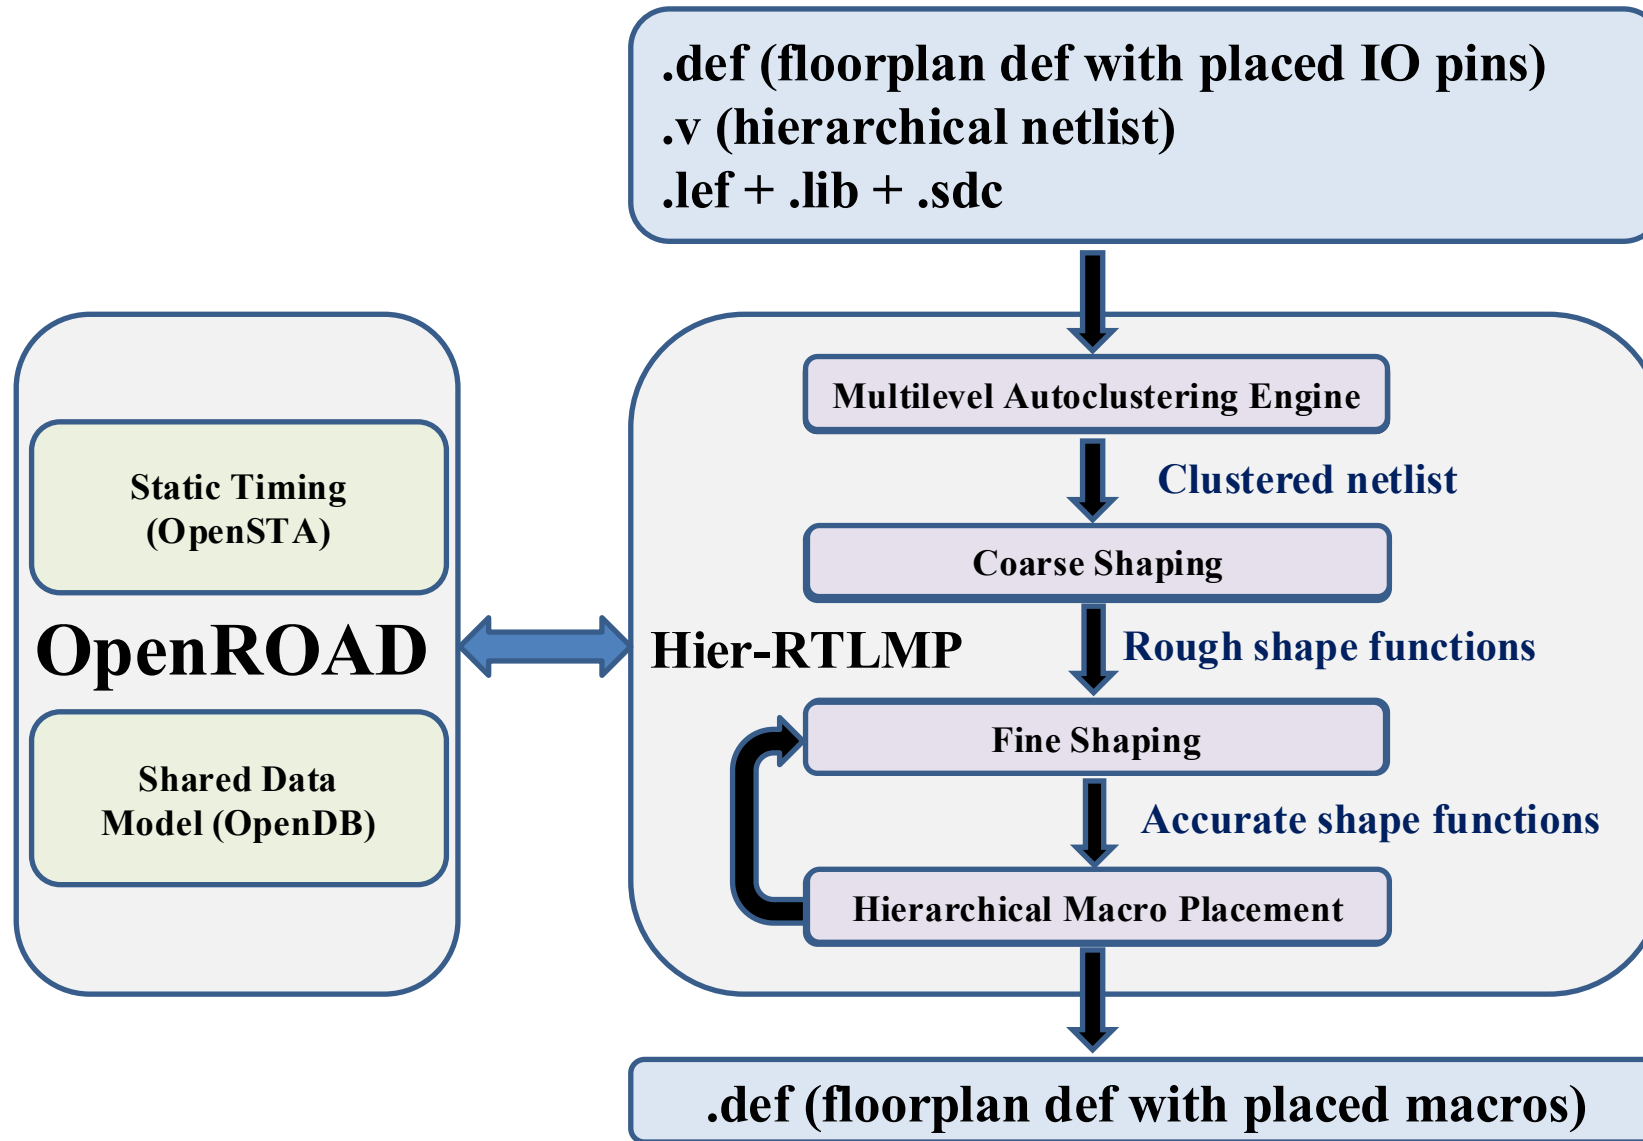 .def (floorplan def with placed IO pins)
.v (hierarchical netlist)
.lef + .lib + .sdc
Static Timing
(OpenSTA)
OpenROAD
Shared Data
Model (OpenDB)
Multilevel Autoclustering Engine
Clustered netlist
Coarse Shaping
Hier-RTLMP
Rough shape functions
Fine Shaping
Accurate shape functions
Hierarchical Macro Placement
.def (floorplan def with placed macros)